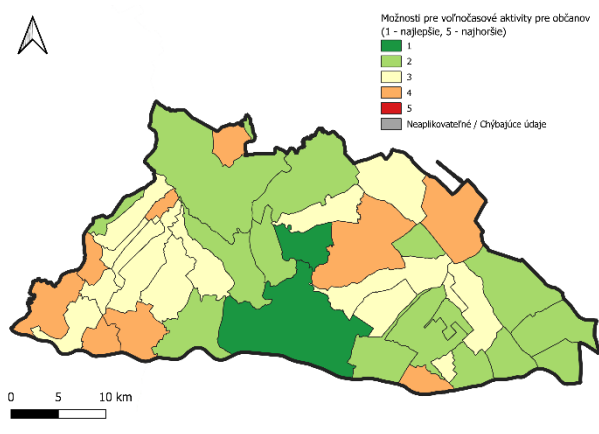 Možnosti pre voľnočasové aktivity pre občanov
(1 - najlepšie, 5 - najhoršie)
1
2
3
4
5
Neaplikovateľné / Chýbajúce údaje
0 5 10 km